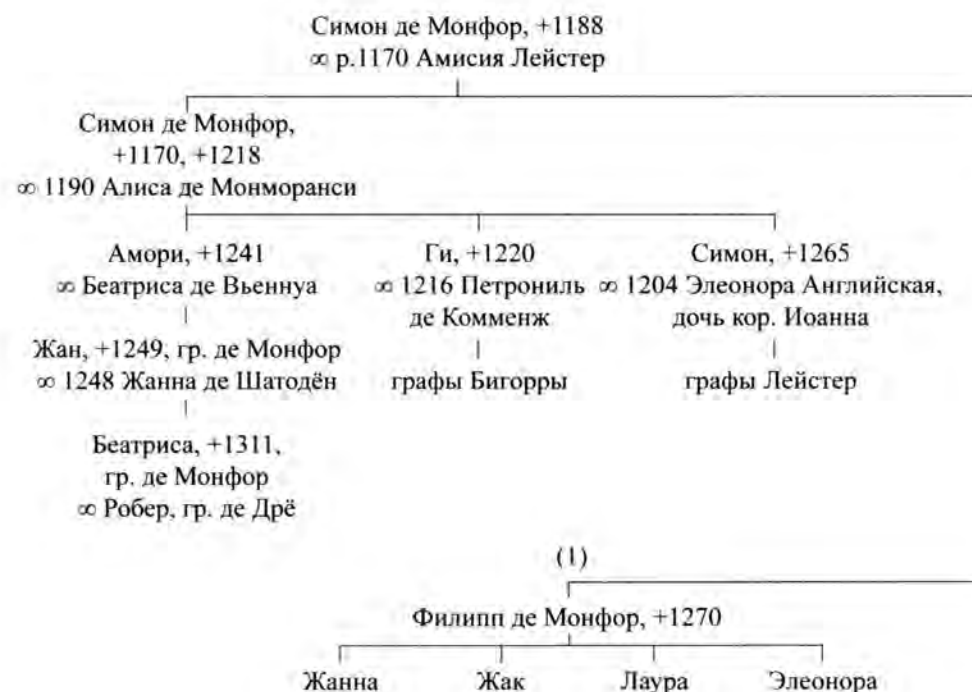 Симон де Монфор, +1188
∞ р.1170 Амисия Лейстер
Симон де Монфор,
+1170, +1218
∞ 1190 Алиса де Монморанси
Амори, +1241
∞ Беатриса де Вьеннуа
Ги, +1220
∞ 1216 Петрониль
де Комменж
Симон, +1265
∞ 1204 Элеонора Английская,
дочь кор. Иоанна
Жан, +1249, гр. де Монфор
∞ 1248 Жанна де Шатодён
графы Бигорры
графы Лейстер
Беатриса, +1311,
гр. де Монфор
∞ Робер, гр. де Дрё
(1)
Филипп де Монфор, +1270
Жанна Жак Лаура Элеонора